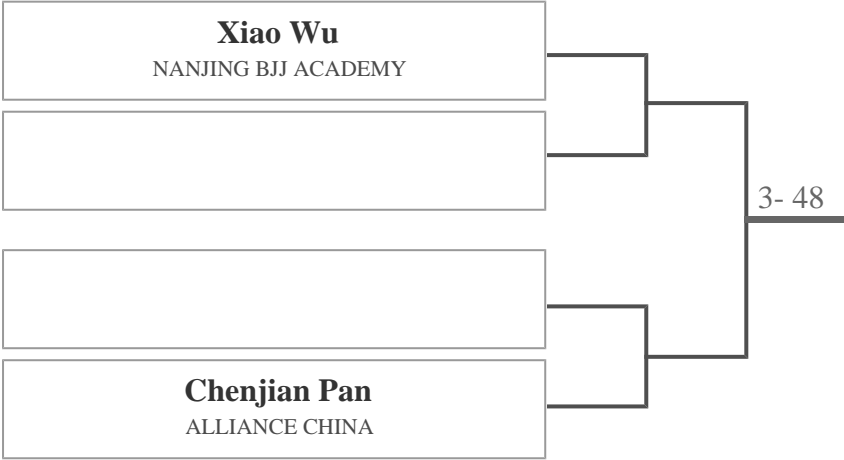 Xiao Wu
NANJING BJJ ACADEMY
3- 48
Chenjian Pan
ALLIANCE CHINA